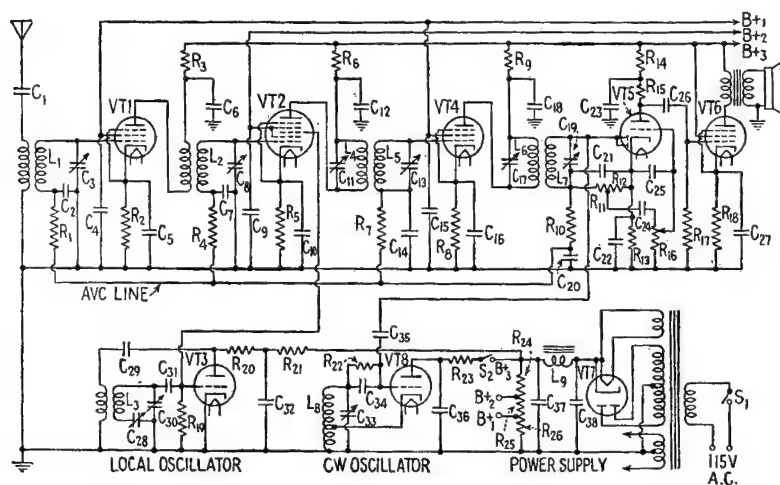 B+1
B+2
B+3
R3
R6
R9
R14
C1
VT1
C6
VT2
C12
VT4
C18
C23
VT5
R15
C26
VT6
L1
C3
L2
C8
L4
C11
L5
C13
L6
C17
C19
L7
C21
R12
C25
C2
C7
R11
C24
R1
C4
R2
C5
R4
C9
R5
C10
R7
C14
C15
R8
C16
R10
C20
C22
R13
R16
R17
R18
C27
AVC LINE
C35
C29
VT3
R20
R21
R22
VT8
R23
S2
B+3
R24
L9
VT7
C31
L3
C30
C28
R19
C32
L8
C34
C33
C36
B+2
B+1
R25
R26
C37
C38
S1
LOCAL OSCILLATOR
CW OSCILLATOR
POWER SUPPLY
115V
A.C.